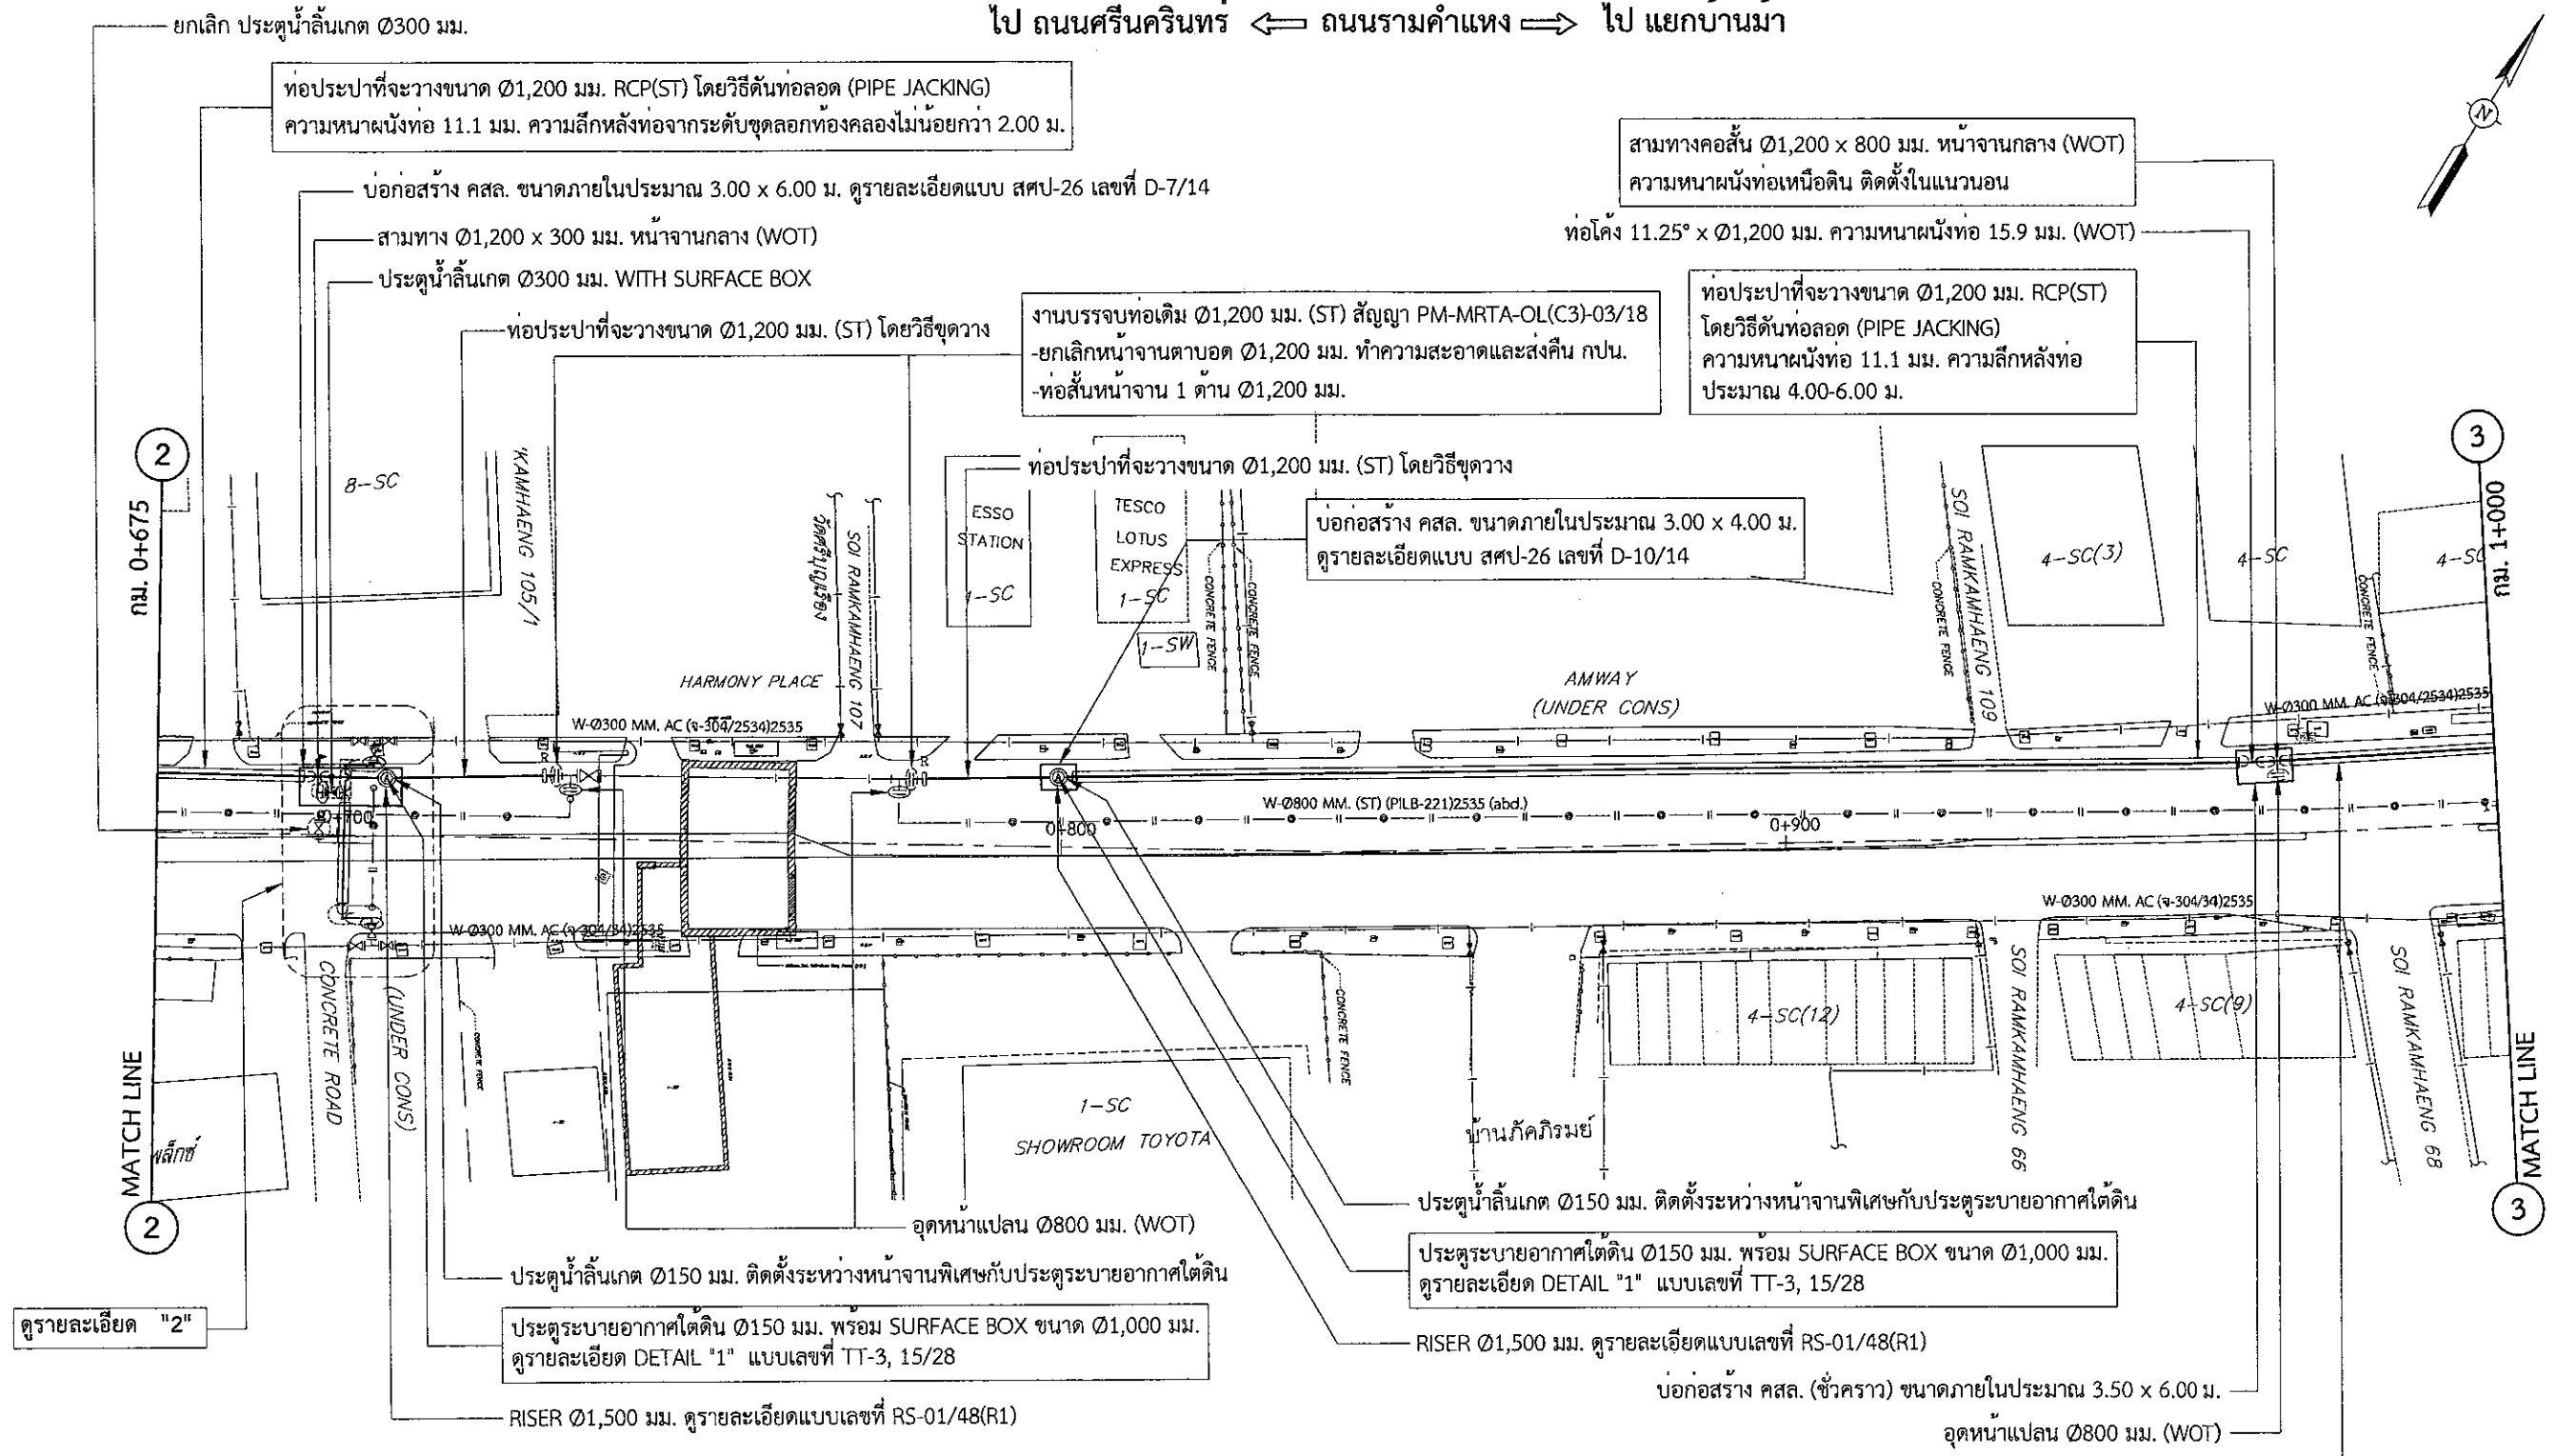 ไป ถนนศรีนครินทร์ ⇐ ถนนรามคำแหง ⇒ ไป แยกบ้านม้า
ยกเลิก ประตูน้ำลิ้นเกต Ø300 มม.
ท่อประปาที่จะวางขนาด Ø1,200 มม. RCP(ST) โดยวิธีดันท่อลอด (PIPE JACKING)
ความหนาผนังท่อ 11.1 มม. ความลึกหลังท่อจากระดับขุดลอกท้องคลองไม่น้อยกว่า 2.00 ม.
บ่อก่อสร้าง คสล. ขนาดภายในประมาณ 3.00 x 6.00 ม. ดูรายละเอียดแบบ สศป-26 เลขที่ D-7/14
สามทาง Ø1,200 x 300 มม. หน้าจานกลาง (WOT)
ประตูน้ำลิ้นเกต Ø300 มม. WITH SURFACE BOX
ท่อประปาที่จะวางขนาด Ø1,200 มม. (ST) โดยวิธีขุดวาง
งานบรรจบท่อเดิม Ø1,200 มม. (ST) สัญญา PM-MRTA-OL(C3)-03/18
-ยกเลิกหน้าจานตาบอด Ø1,200 มม. ทำความสะอาดและส่งคืน กปน.
-ท่อสั้นหน้าจาน 1 ด้าน Ø1,200 มม.
สามทางคอสั้น Ø1,200 x 800 มม. หน้าจานกลาง (WOT)
ความหนาผนังท่อเหนือดิน ติดตั้งในแนวนอน
ท่อโค้ง 11.25° x Ø1,200 มม. ความหนาผนังท่อ 15.9 มม. (WOT)
ท่อประปาที่จะวางขนาด Ø1,200 มม. RCP(ST)
โดยวิธีดันท่อลอด (PIPE JACKING)
ความหนาผนังท่อ 11.1 มม. ความลึกหลังท่อ
ประมาณ 4.00-6.00 ม.
N
2
กม. 0+675
3
กม. 1+000
ท่อประปาที่จะวางขนาด Ø1,200 มม. (ST) โดยวิธีขุดวาง
บ่อก่อสร้าง คสล. ขนาดภายในประมาณ 3.00 x 4.00 ม.
ดูรายละเอียดแบบ สศป-26 เลขที่ D-10/14
8-SC
'KAMHAENG 105/1
วัดศรีบุญเรือง
SOI RAMKAMHAENG 107
ESSO
STATION
1-SC
TESCO
LOTUS
EXPRESS
1-SC
1-SW
CONCRETE FENCE
CONCRETE FENCE
CONCRETE FENCE
SOI RAMKAMHAENG 109
4-SC(3)
4-SC
4-SC
CONCRETE FENCE
HARMONY PLACE
AMWAY
(UNDER CONS)
W-Ø300 MM. AC (จ-304/2534)2535
W-Ø300 MM. AC (จ-304/2534)2535
R
R
W-Ø800 MM. (ST) (PILB-221)2535 (abd.)
0+700
0+800
0+900
W-Ø300 MM. AC (จ-304/34)2535
W-Ø300 MM. AC (จ-304/34)2535
CONCRETE ROAD
(UNDER CONS)
CONCRETE FENCE
CONCRETE FENCE
4-SC(12)
SOI RAMKAMHAENG 66
4-SC(9)
SOI RAMKAMHAENG 68
1-SC
SHOWROOM TOYOTA
บ้านภัคภิรมย์
พล็กซ์
MATCH LINE
2
MATCH LINE
3
อุดหน้าแปลน Ø800 มม. (WOT)
ประตูน้ำลิ้นเกต Ø150 มม. ติดตั้งระหว่างหน้าจานพิเศษกับประตูระบายอากาศใต้ดิน
ประตูระบายอากาศใต้ดิน Ø150 มม. พร้อม SURFACE BOX ขนาด Ø1,000 มม.
ดูรายละเอียด DETAIL "1" แบบเลขที่ TT-3, 15/28
RISER Ø1,500 มม. ดูรายละเอียดแบบเลขที่ RS-01/48(R1)
ดูรายละเอียด "2"
ประตูน้ำลิ้นเกต Ø150 มม. ติดตั้งระหว่างหน้าจานพิเศษกับประตูระบายอากาศใต้ดิน
ประตูระบายอากาศใต้ดิน Ø150 มม. พร้อม SURFACE BOX ขนาด Ø1,000 มม.
ดูรายละเอียด DETAIL "1" แบบเลขที่ TT-3, 15/28
RISER Ø1,500 มม. ดูรายละเอียดแบบเลขที่ RS-01/48(R1)
บ่อก่อสร้าง คสล. (ชั่วคราว) ขนาดภายในประมาณ 3.50 x 6.00 ม.
อุดหน้าแปลน Ø800 มม. (WOT)